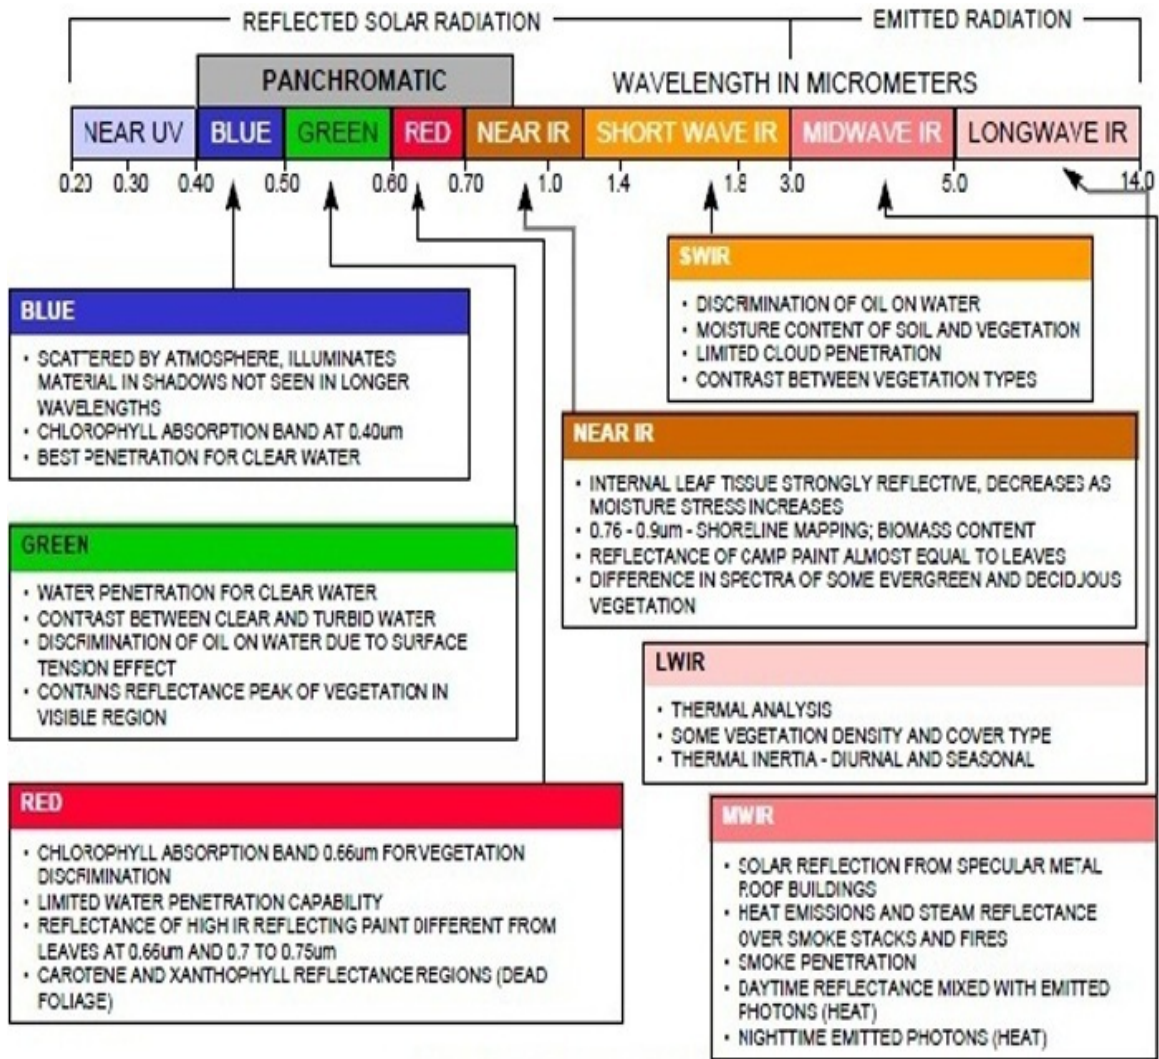 REFLECTED SOLAR RADIATION
EMITTED RADIATION
PANCHROMATIC
WAVELENGTH IN MICROMETERS
NEAR UV
BLUE
GREEN
RED
NEAR IR
SHORT WAVE IR
MIDWAVE IR
LONGWAVE IR
0.20 0.30 0.40 0.50 0.60 0.70 1.0 1.4 1.8 3.0 5.0 14.0
SWIR
• DISCRIMINATION OF OIL ON WATER
• MOISTURE CONTENT OF SOIL AND VEGETATION
• LIMITED CLOUD PENETRATION
• CONTRAST BETWEEN VEGETATION TYPES
BLUE
• SCATTERED BY ATMOSPHERE, ILLUMINATES
MATERIAL IN SHADOWS NOT SEEN IN LONGER
WAVELENGTHS
• CHLOROPHYLL ABSORPTION BAND AT 0.40um
• BEST PENETRATION FOR CLEAR WATER
NEAR IR
• INTERNAL LEAF TISSUE STRONGLY REFLECTIVE, DECREASES AS
MOISTURE STRESS INCREASES
• 0.76 - 0.9um - SHORELINE MAPPING; BIOMASS CONTENT
• REFLECTANCE OF CAMP PAINT ALMOST EQUAL TO LEAVES
• DIFFERENCE IN SPECTRA OF SOME EVERGREEN AND DECIDUOUS
VEGETATION
GREEN
• WATER PENETRATION FOR CLEAR WATER
• CONTRAST BETWEEN CLEAR AND TURBID WATER
• DISCRIMINATION OF OIL ON WATER DUE TO SURFACE
TENSION EFFECT
• CONTAINS REFLECTANCE PEAK OF VEGETATION IN
VISIBLE REGION
LWIR
• THERMAL ANALYSIS
• SOME VEGETATION DENSITY AND COVER TYPE
• THERMAL INERTIA - DIURNAL AND SEASONAL
RED
• CHLOROPHYLL ABSORPTION BAND 0.66um FOR VEGETATION
DISCRIMINATION
• LIMITED WATER PENETRATION CAPABILITY
• REFLECTANCE OF HIGH IR REFLECTING PAINT DIFFERENT FROM
LEAVES AT 0.66um AND 0.7 TO 0.75um
• CAROTENE AND XANTHOPHYLL REFLECTANCE REGIONS (DEAD
FOLIAGE)
MWIR
• SOLAR REFLECTION FROM SPECULAR METAL
ROOF BUILDINGS
• HEAT EMISSIONS AND STEAM REFLECTANCE
OVER SMOKE STACKS AND FIRES
• SMOKE PENETRATION
• DAYTIME REFLECTANCE MIXED WITH EMITTED
PHOTONS (HEAT)
• NIGHTTIME EMITTED PHOTONS (HEAT)